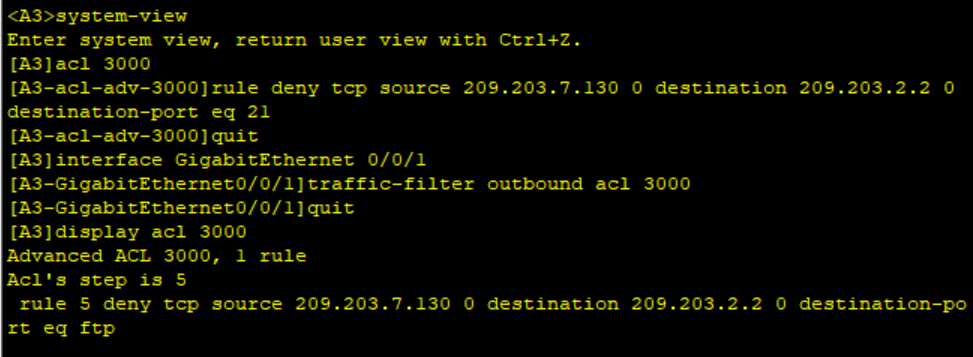 <A3>system-view
Enter system view, return user view with Ctrl+Z.
[A3]acl 3000
[A3-acl-adv-3000]rule deny tcp source 209.203.7.130 0 destination 209.203.2.2 0
destination-port eq 21
[A3-acl-adv-3000]quit
[A3]interface GigabitEthernet 0/0/1
[A3-GigabitEthernet0/0/1]traffic-filter outbound acl 3000
[A3-GigabitEthernet0/0/1]quit
[A3]display acl 3000
Advanced ACL 3000, 1 rule
Acl's step is 5
 rule 5 deny tcp source 209.203.7.130 0 destination 209.203.2.2 0 destination-po
rt eq ftp